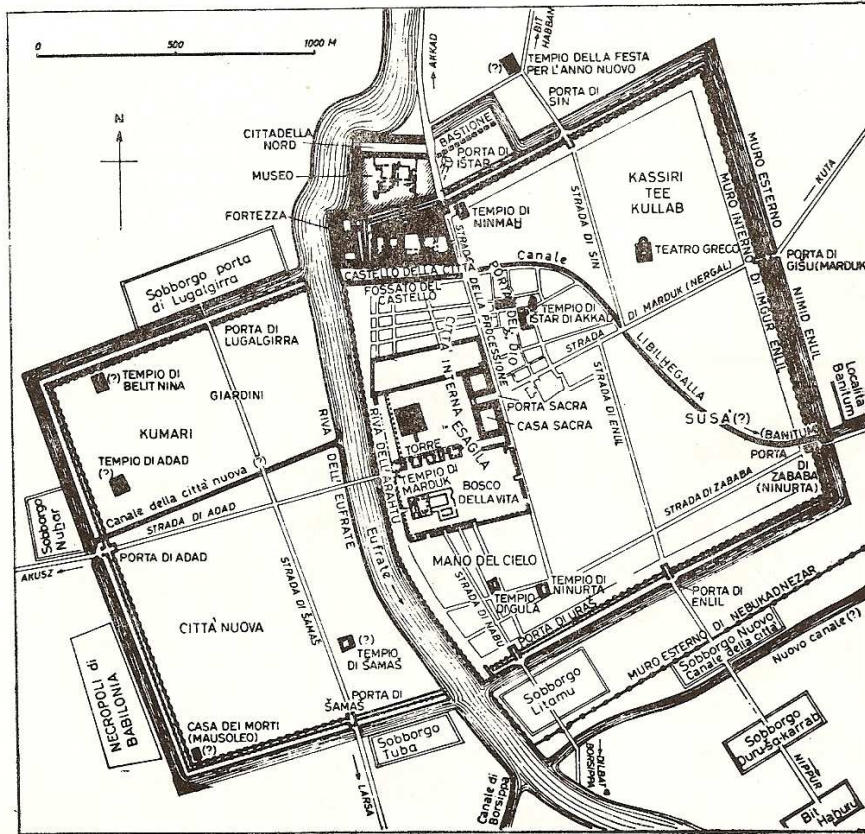 0 500 1000 M
N
AKKAD
BIT
HABBAN
(?)
TEMPIO DELLA FESTA
PER L'ANNO NUOVO
PORTA DI
SIN
CITTADELLA
NORD
MUSEO
FORTEZZA
BASTIONE
PORTA DI
IŠTAR
TEMPIO DI
NINMAH
STRADA DI SIN
KASSIRI
TEE
KULLAB
TEATRO GRECO
MURO ESTERNO
NIMID ENLIL
MURO INTERNO DI IMGUR ENLIL
KUTA
PORTA DI
GISU (MARDUK)
Sobborgo porta
di Lugalgirra
CASTELLO DELLA CITTÀ
FOSSATO DEL
CASTELLO
STRADA DELLA PROCESSIONE
Canale
PORTA DEL DIO
TEMPIO DI
ISTAR DI AKKAD
STRADA DI MARDUK (NERGAL)
LIBILHEGALLA
PORTA DI
LUGALGIRRA
(?) TEMPIO DI
BELIT NINA
GIARDINI
KUMARI
TEMPIO DI ADAD
(?)
Canale della città nuova (?)
RIVA
DELL' EUFRATE
RIVA DELL'ARAHTU
CITTA' INTERNA ESAGILA
PORTA SACRA
CASA SACRA
TORRE
TEMPIO DI
MARDUK
BOSCO
DELLA VITA
STRADA DI ENLIL
SUSA (?)
(BANITUM)
Località
Banitum
PORTA
DI
ZABABA
(NINURTA)
STRADA DI ZABABA
Sobborgo
Nuhar
STRADA DI ADAD
PORTA DI ADAD
AKUSZ
Eufrate
MANO DEL CIELO
STRADA DI NABU
TEMPIO
DI GULA
TEMPIO DI
NINURTA
PORTA DI URAŠ
PORTA DI
ENLIL
STRADA DI ŠAMAŠ
CITTA' NUOVA
(?)
TEMPIO
DI ŠAMAŠ
PORTA DI
ŠAMAŠ
NECROPOLI di
BABILONIA
CASA DEI MORTI
(MAUSOLEO)
(?)
Sobborgo
Tuba
LARSA
Sobborgo
Litamu
MURO ESTERNO DI NEBUKADNEZAR
Sobborgo Nuovo
Canale della città
Nuovo canale (?)
Canale di
Borsippa
DILBAT
BORSIPPA
Sobborgo
Duru-ša-karrab
NIPPUR
Bit
Haburu